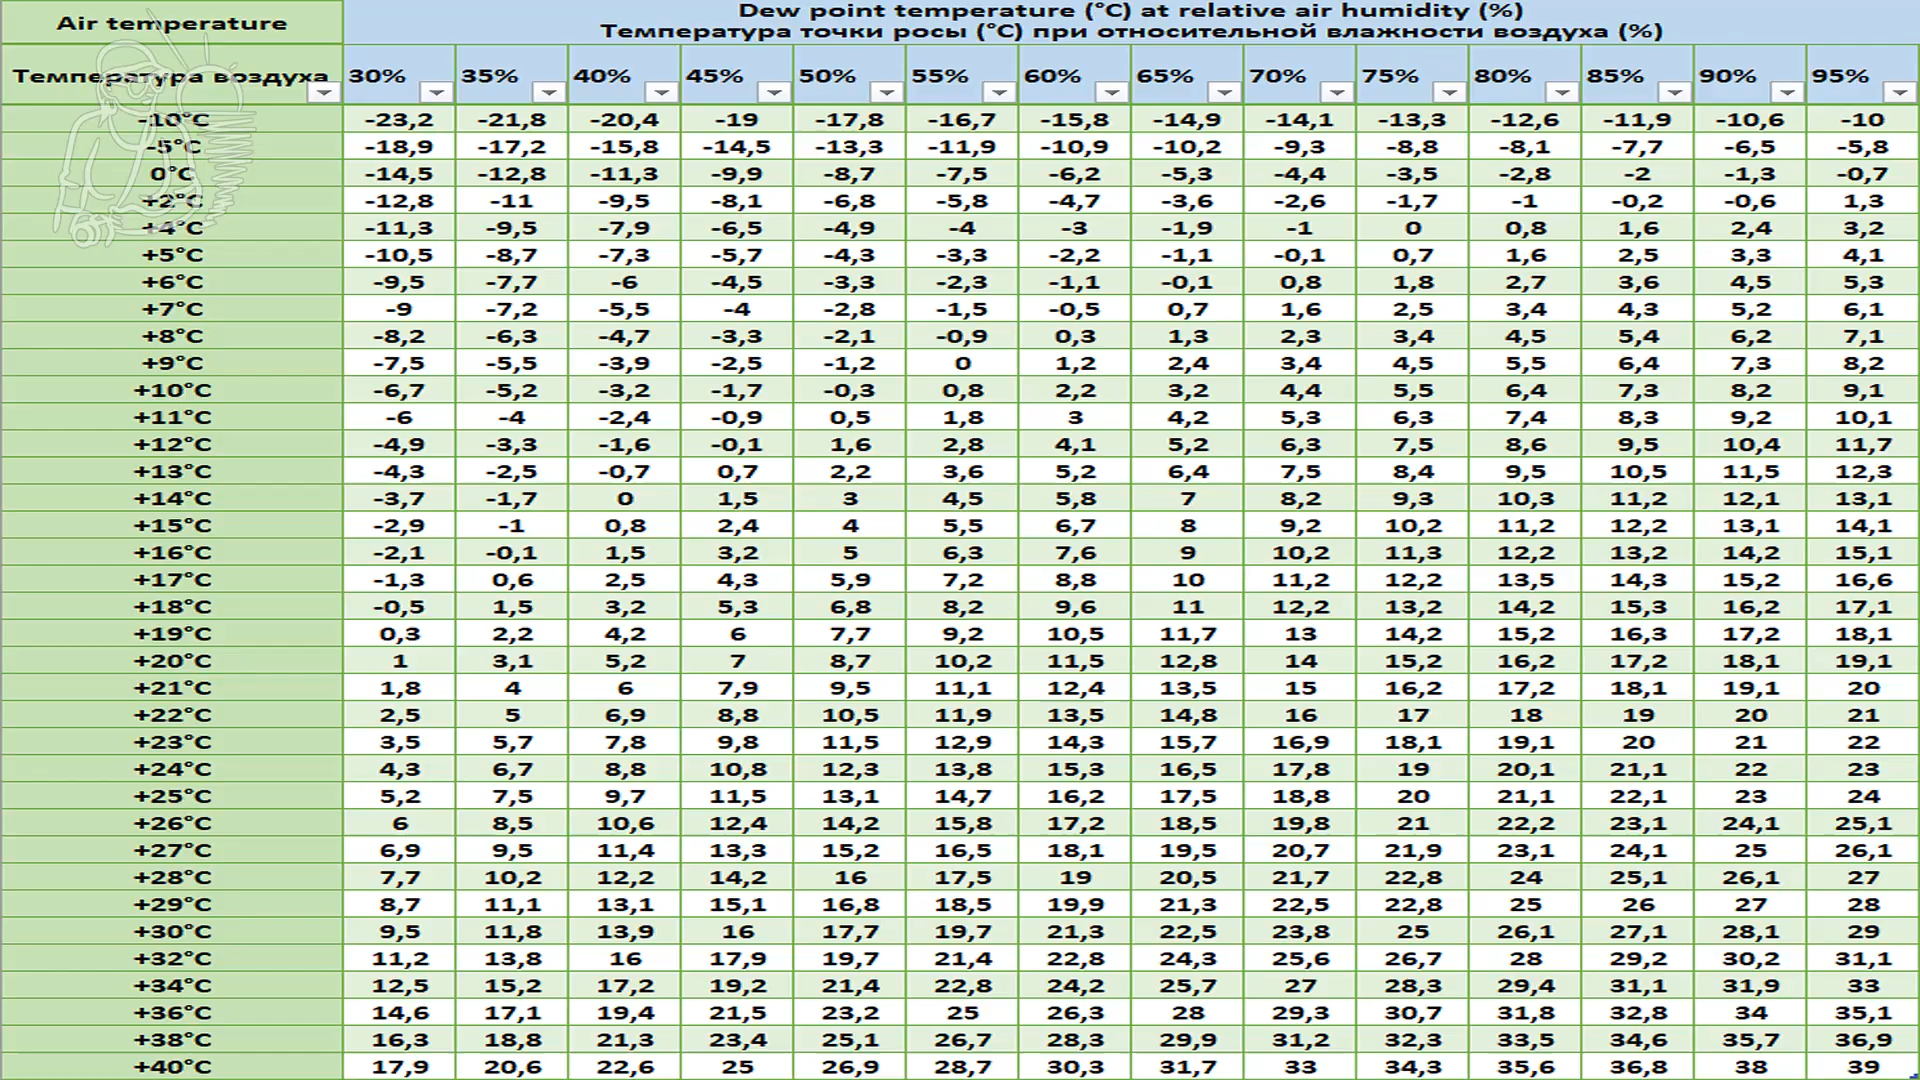 Air temperature Dew point temperature (°C) at relative air humidity (%)
Температура точки росы (°C) при относительной влажности воздуха (%)
Температура воздуха 30% 35% 40% 45% 50% 55% 60% 65% 70% 75% 80% 85% 90% 95%
-10°C -23,2 -21,8 -20,4 -19 -17,8 -16,7 -15,8 -14,9 -14,1 -13,3 -12,6 -11,9 -10,6 -10
-5°C -18,9 -17,2 -15,8 -14,5 -13,3 -11,9 -10,9 -10,2 -9,3 -8,8 -8,1 -7,7 -6,5 -5,8
0°C -14,5 -12,8 -11,3 -9,9 -8,7 -7,5 -6,2 -5,3 -4,4 -3,5 -2,8 -2 -1,3 -0,7
+2°C -12,8 -11 -9,5 -8,1 -6,8 -5,8 -4,7 -3,6 -2,6 -1,7 -1 -0,2 -0,6 1,3
+4°C -11,3 -9,5 -7,9 -6,5 -4,9 -4 -3 -1,9 -1 0 0,8 1,6 2,4 3,2
+5°C -10,5 -8,7 -7,3 -5,7 -4,3 -3,3 -2,2 -1,1 -0,1 0,7 1,6 2,5 3,3 4,1
+6°C -9,5 -7,7 -6 -4,5 -3,3 -2,3 -1,1 -0,1 0,8 1,8 2,7 3,6 4,5 5,3
+7°C -9 -7,2 -5,5 -4 -2,8 -1,5 -0,5 0,7 1,6 2,5 3,4 4,3 5,2 6,1
+8°C -8,2 -6,3 -4,7 -3,3 -2,1 -0,9 0,3 1,3 2,3 3,4 4,5 5,4 6,2 7,1
+9°C -7,5 -5,5 -3,9 -2,5 -1,2 0 1,2 2,4 3,4 4,5 5,5 6,4 7,3 8,2
+10°C -6,7 -5,2 -3,2 -1,7 -0,3 0,8 2,2 3,2 4,4 5,5 6,4 7,3 8,2 9,1
+11°C -6 -4 -2,4 -0,9 0,5 1,8 3 4,2 5,3 6,3 7,4 8,3 9,2 10,1
+12°C -4,9 -3,3 -1,6 -0,1 1,6 2,8 4,1 5,2 6,3 7,5 8,6 9,5 10,4 11,7
+13°C -4,3 -2,5 -0,7 0,7 2,2 3,6 5,2 6,4 7,5 8,4 9,5 10,5 11,5 12,3
+14°C -3,7 -1,7 0 1,5 3 4,5 5,8 7 8,2 9,3 10,3 11,2 12,1 13,1
+15°C -2,9 -1 0,8 2,4 4 5,5 6,7 8 9,2 10,2 11,2 12,2 13,1 14,1
+16°C -2,1 -0,1 1,5 3,2 5 6,3 7,6 9 10,2 11,3 12,2 13,2 14,2 15,1
+17°C -1,3 0,6 2,5 4,3 5,9 7,2 8,8 10 11,2 12,2 13,5 14,3 15,2 16,6
+18°C -0,5 1,5 3,2 5,3 6,8 8,2 9,6 11 12,2 13,2 14,2 15,3 16,2 17,1
+19°C 0,3 2,2 4,2 6 7,7 9,2 10,5 11,7 13 14,2 15,2 16,3 17,2 18,1
+20°C 1 3,1 5,2 7 8,7 10,2 11,5 12,8 14 15,2 16,2 17,2 18,1 19,1
+21°C 1,8 4 6 7,9 9,5 11,1 12,4 13,5 15 16,2 17,2 18,1 19,1 20
+22°C 2,5 5 6,9 8,8 10,5 11,9 13,5 14,8 16 17 18 19 20 21
+23°C 3,5 5,7 7,8 9,8 11,5 12,9 14,3 15,7 16,9 18,1 19,1 20 21 22
+24°C 4,3 6,7 8,8 10,8 12,3 13,8 15,3 16,5 17,8 19 20,1 21,1 22 23
+25°C 5,2 7,5 9,7 11,5 13,1 14,7 16,2 17,5 18,8 20 21,1 22,1 23 24
+26°C 6 8,5 10,6 12,4 14,2 15,8 17,2 18,5 19,8 21 22,2 23,1 24,1 25,1
+27°C 6,9 9,5 11,4 13,3 15,2 16,5 18,1 19,5 20,7 21,9 23,1 24,1 25 26,1
+28°C 7,7 10,2 12,2 14,2 16 17,5 19 20,5 21,7 22,8 24 25,1 26,1 27
+29°C 8,7 11,1 13,1 15,1 16,8 18,5 19,9 21,3 22,5 22,8 25 26 27 28
+30°C 9,5 11,8 13,9 16 17,7 19,7 21,3 22,5 23,8 25 26,1 27,1 28,1 29
+32°C 11,2 13,8 16 17,9 19,7 21,4 22,8 24,3 25,6 26,7 28 29,2 30,2 31,1
+34°C 12,5 15,2 17,2 19,2 21,4 22,8 24,2 25,7 27 28,3 29,4 31,1 31,9 33
+36°C 14,6 17,1 19,4 21,5 23,2 25 26,3 28 29,3 30,7 31,8 32,8 34 35,1
+38°C 16,3 18,8 21,3 23,4 25,1 26,7 28,3 29,9 31,2 32,3 33,5 34,6 35,7 36,9
+40°C 17,9 20,6 22,6 25 26,9 28,7 30,3 31,7 33 34,3 35,6 36,8 38 39